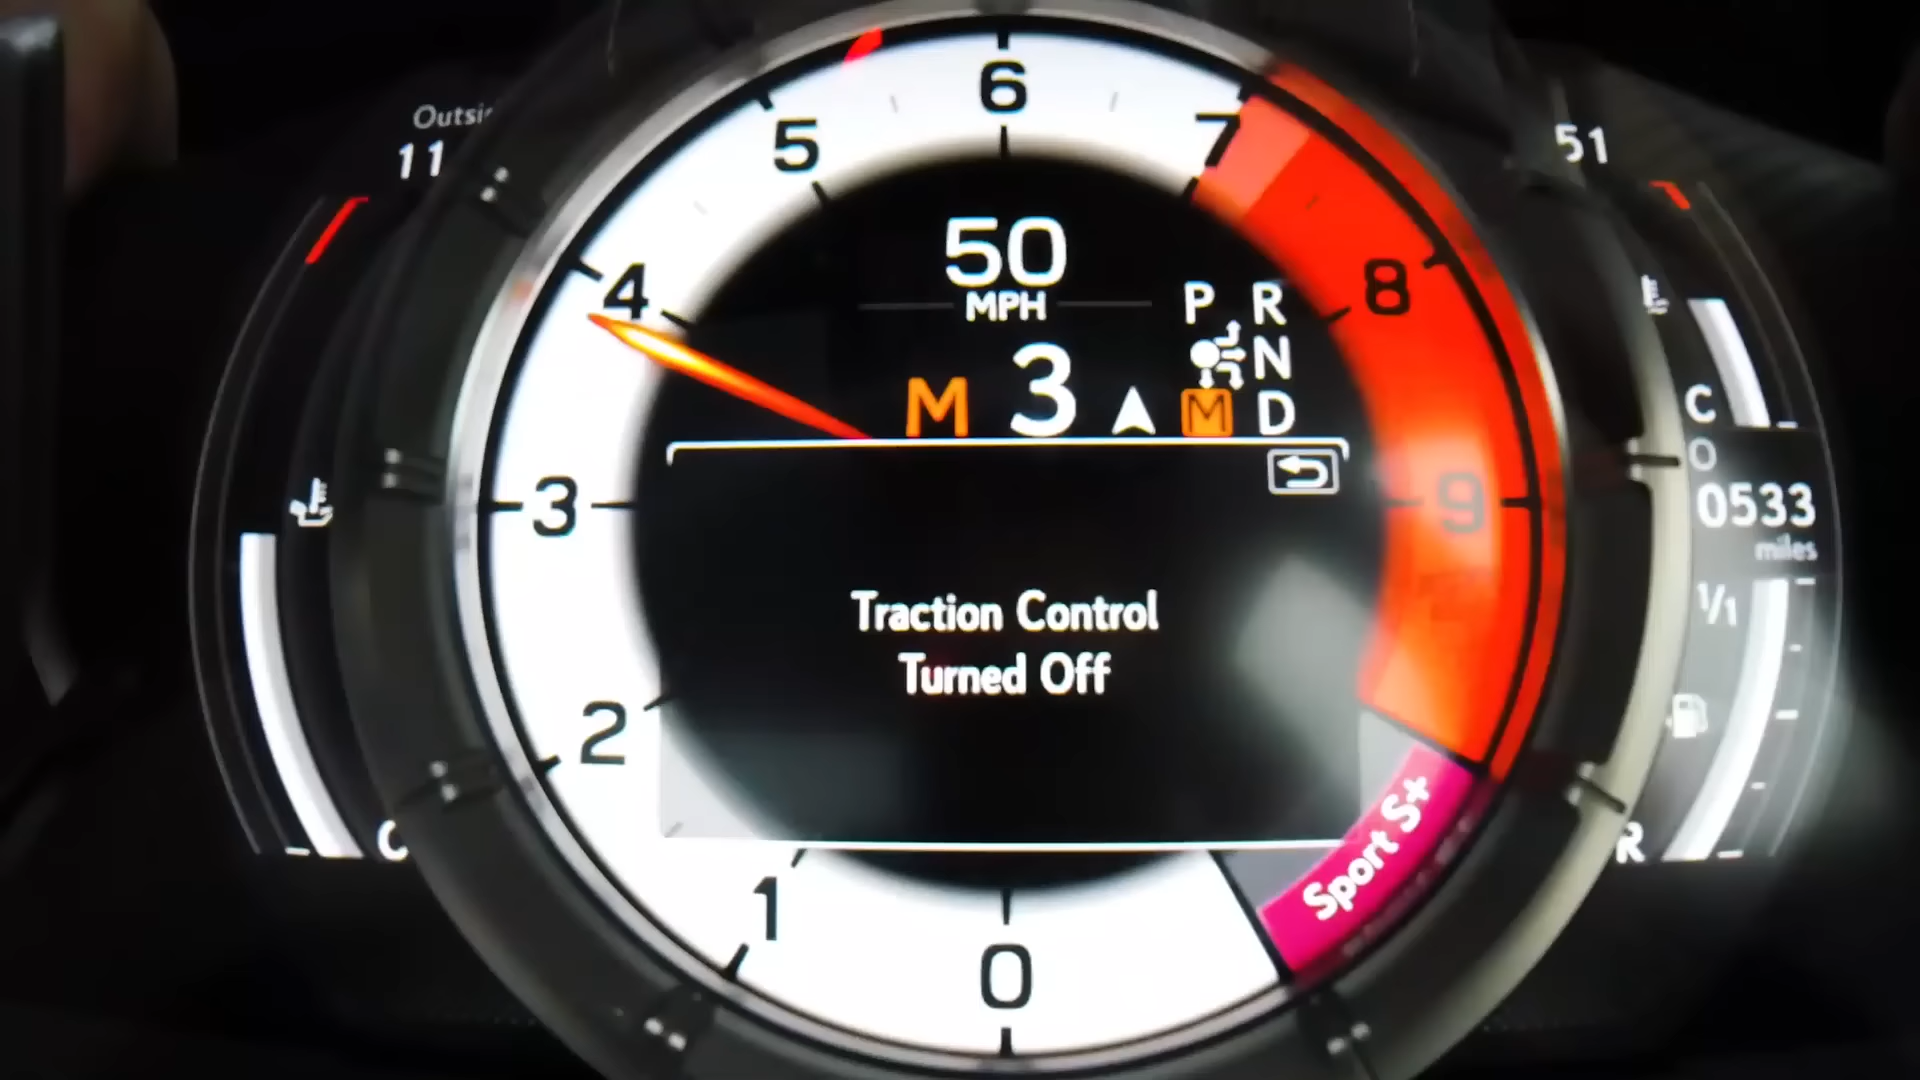 Outsi
11
51
6
5
7
4
8
3
9
2
1
0
50
MPH
P R
N
M 3 M D
Traction Control
Turned Off
Sport S+
C
O
0533
miles
1/1
C
R